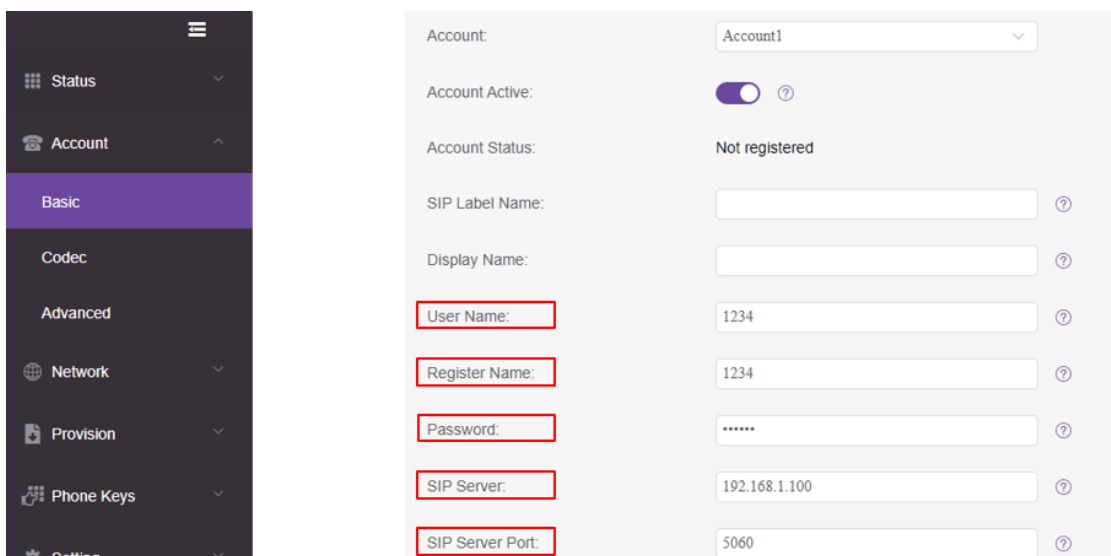 Status
Account
Basic
Codec
Advanced
Network
Provision
Phone Keys
Setting
Account:
Account1
Account Active:
Account Status:
Not registered
SIP Label Name:
Display Name:
User Name:
1234
Register Name:
1234
Password:
••••••
SIP Server:
192.168.1.100
SIP Server Port:
5060